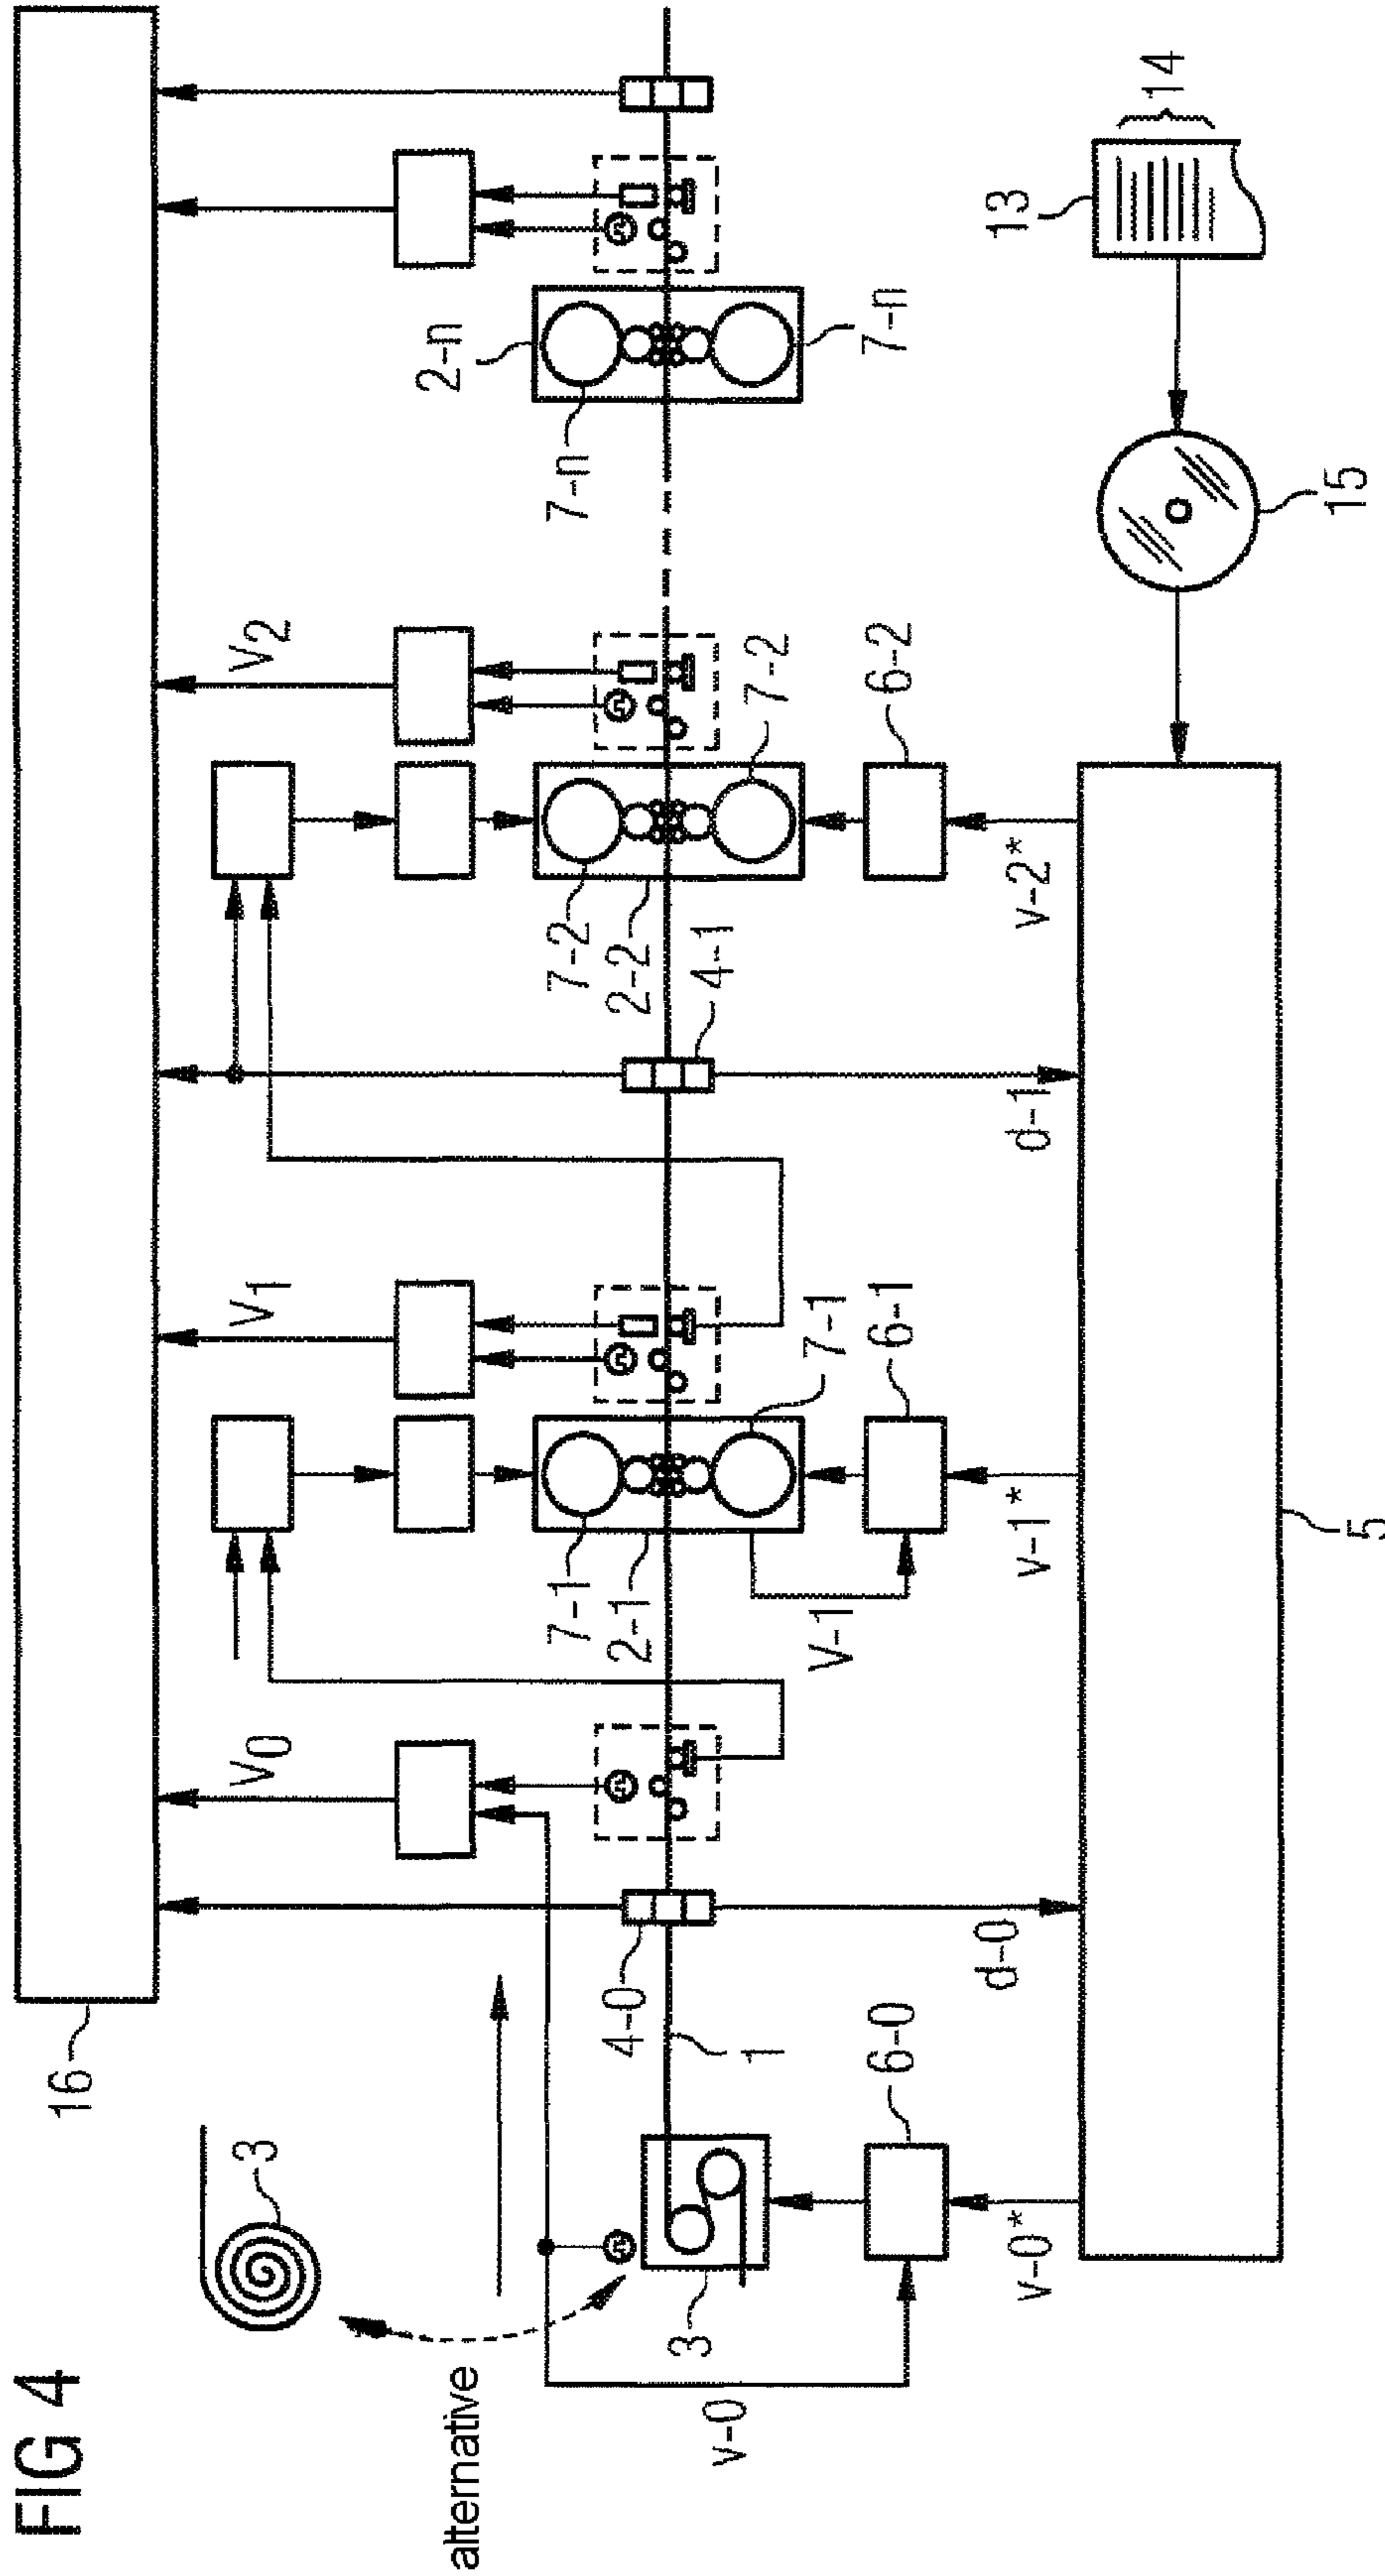 FIG 4
16
3
V0
V1
V2
alternative
2-n
7-1
7-2
7-n
4-0
2-1
2-2
3
4-1
v-0
1
7-1
7-2
7-n
V-1
6-0
6-1
6-2
v-0*
d-0
v-1*
d-1
v-2*
13
14
15
5